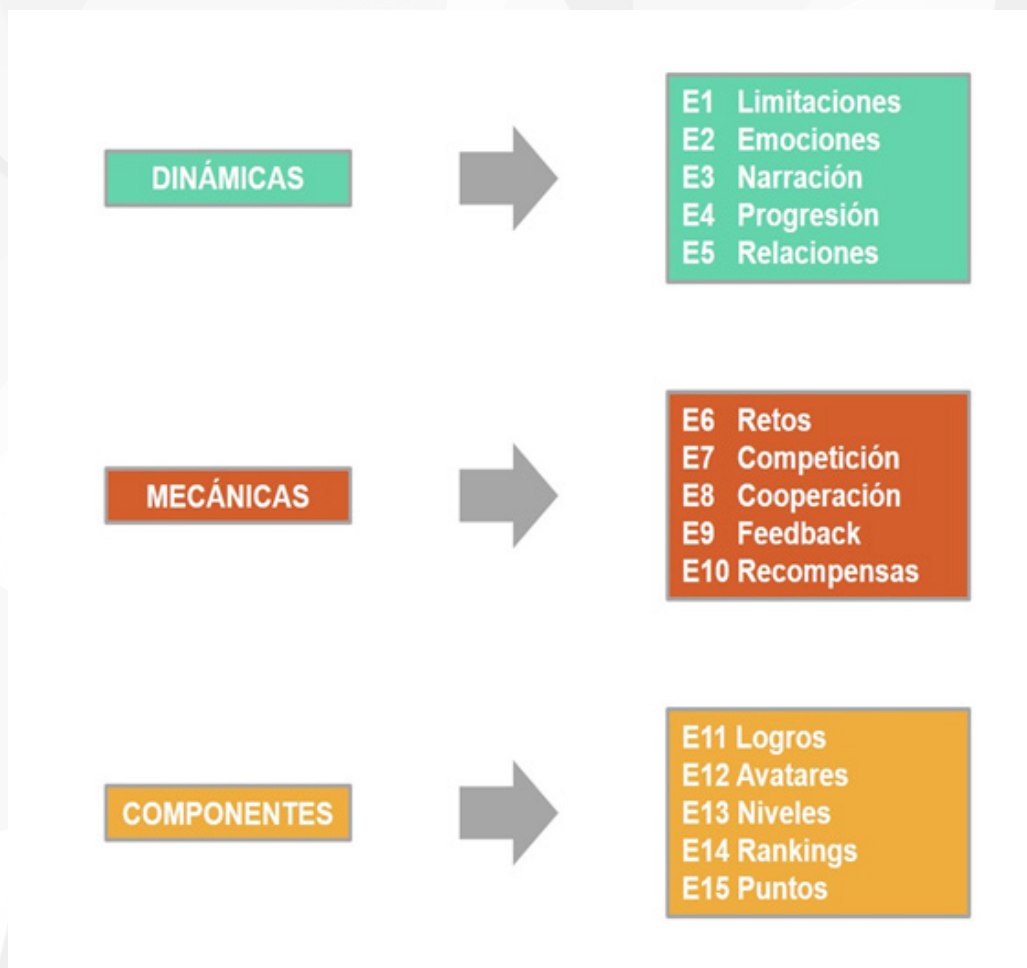 DINÁMICAS
E1 Limitaciones
E2 Emociones
E3 Narración
E4 Progresión
E5 Relaciones
MECÁNICAS
E6 Retos
E7 Competición
E8 Cooperación
E9 Feedback
E10 Recompensas
COMPONENTES
E11 Logros
E12 Avatares
E13 Niveles
E14 Rankings
E15 Puntos